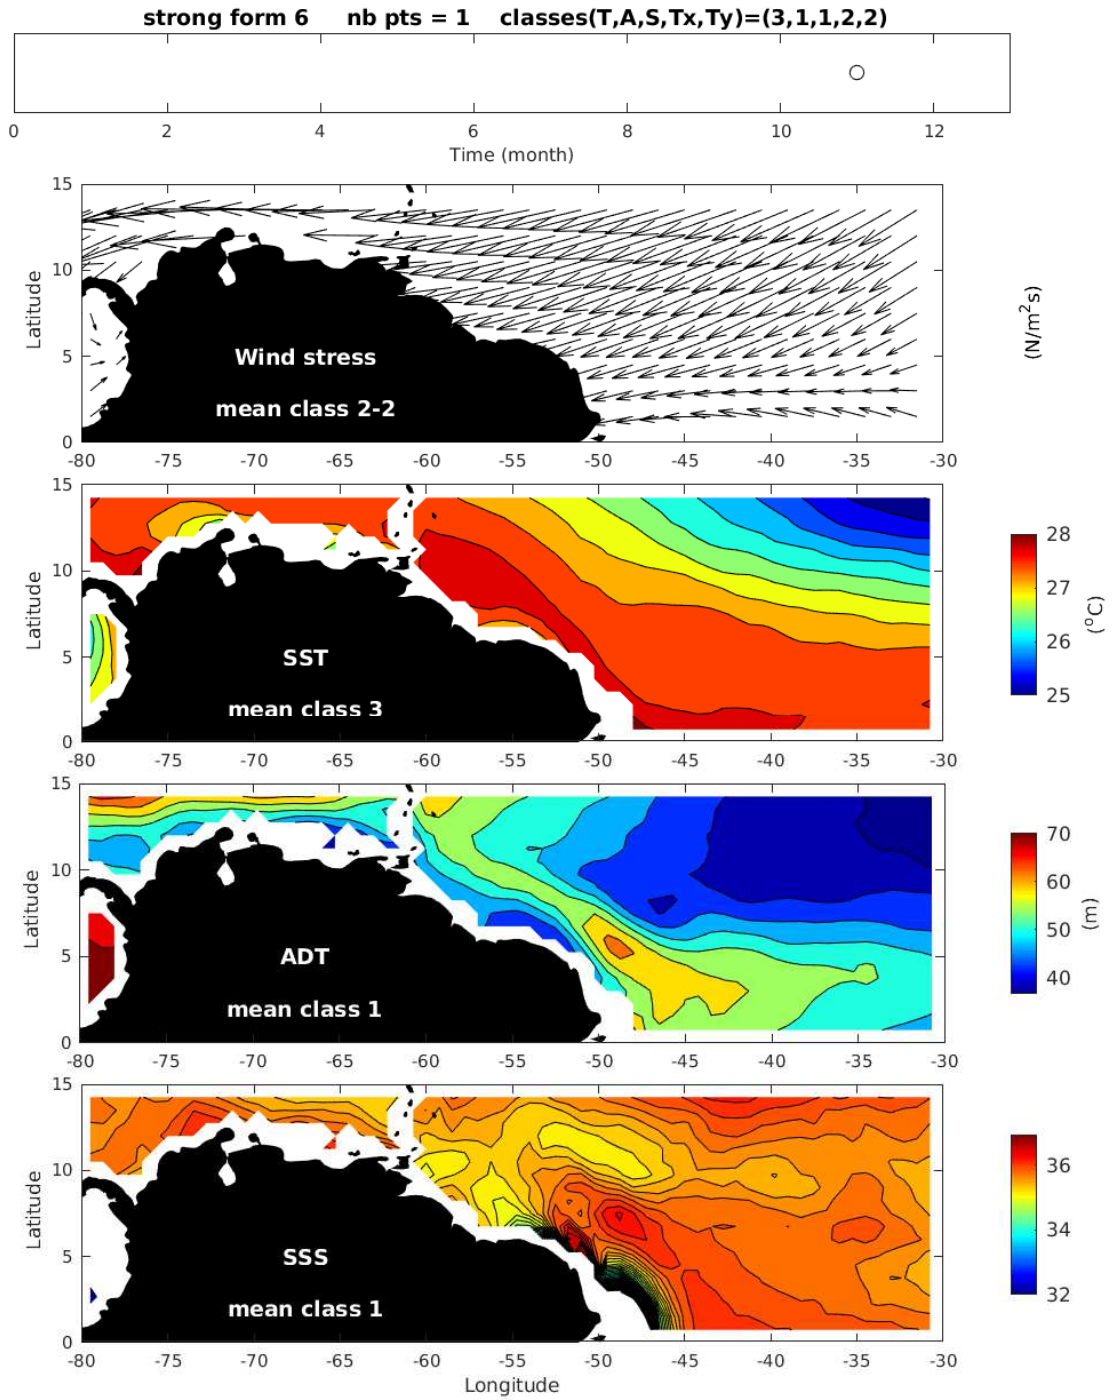 strong form 6 nb pts = 1 classes(T,A,S,Tx,Ty)=(3,1,1,2,2)
0 2 4 6 8 10 12
Time (month)
15
10
5
0
Latitude
Wind stress
mean class 2-2
(N/m²s)
-80 -75 -70 -65 -60 -55 -50 -45 -40 -35 -30
15
10
5
0
Latitude
SST
mean class 3
28
27
26
25
(°C)
-80 -75 -70 -65 -60 -55 -50 -45 -40 -35 -30
15
10
5
0
Latitude
ADT
mean class 1
70
60
50
40
(m)
-80 -75 -70 -65 -60 -55 -50 -45 -40 -35 -30
15
10
5
0
Latitude
SSS
mean class 1
36
34
32
-80 -75 -70 -65 -60 -55 -50 -45 -40 -35 -30
Longitude